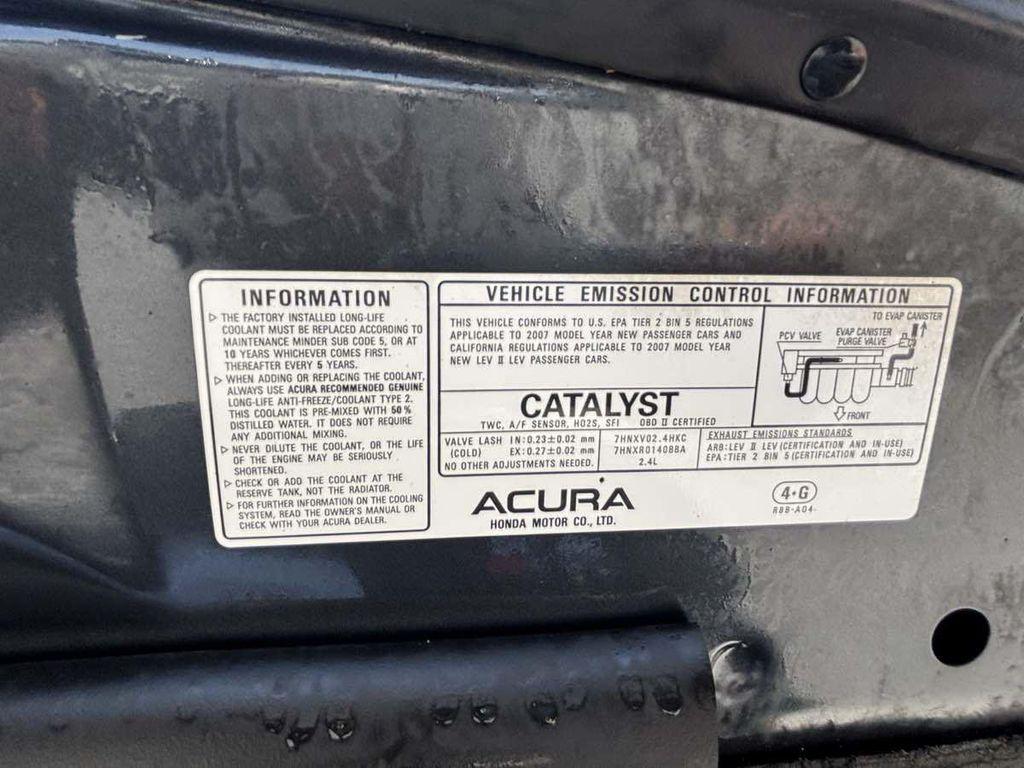 INFORMATION
▷ THE FACTORY INSTALLED LONG-LIFE
COOLANT MUST BE REPLACED ACCORDING TO
MAINTENANCE MINDER SUB CODE 5, OR AT
10 YEARS WHICHEVER COMES FIRST.
THEREAFTER EVERY 5 YEARS.
▷ WHEN ADDING OR REPLACING THE COOLANT,
ALWAYS USE ACURA RECOMMENDED GENUINE
LONG-LIFE ANTI-FREEZE/COOLANT TYPE 2.
THIS COOLANT IS PRE-MIXED WITH 50%
DISTILLED WATER. IT DOES NOT REQUIRE
ANY ADDITIONAL MIXING.
▷ NEVER DILUTE THE COOLANT, OR THE LIFE
OF THE ENGINE MAY BE SERIOUSLY
SHORTENED.
▷ CHECK OR ADD THE COOLANT AT THE
RESERVE TANK, NOT THE RADIATOR.
▷ FOR FURTHER INFORMATION ON THE COOLING
SYSTEM, READ THE OWNER'S MANUAL OR
CHECK WITH YOUR ACURA DEALER.
VEHICLE EMISSION CONTROL INFORMATION
THIS VEHICLE CONFORMS TO U.S. EPA TIER 2 BIN 5 REGULATIONS
APPLICABLE TO 2007 MODEL YEAR NEW PASSENGER CARS AND
CALIFORNIA REGULATIONS APPLICABLE TO 2007 MODEL YEAR
NEW LEV II LEV PASSENGER CARS.
TO EVAP CANISTER
PCV VALVE
EVAP CANISTER
PURGE VALVE
FRONT
CATALYST
TWC, A/F SENSOR, HO2S, SFI OBD II CERTIFIED
VALVE LASH IN:0.23±0.02 mm
(COLD) EX:0.27±0.02 mm
NO OTHER ADJUSTMENTS NEEDED.
7HNXV02.4HKC
7HNXR0140BBA
2.4L
EXHAUST EMISSIONS STANDARDS
ARB:LEV II LEV(CERTIFICATION AND IN-USE)
EPA:TIER 2 BIN 5(CERTIFICATION AND IN-USE)
ACURA
HONDA MOTOR CO., LTD.
4•G
RBB-A04-